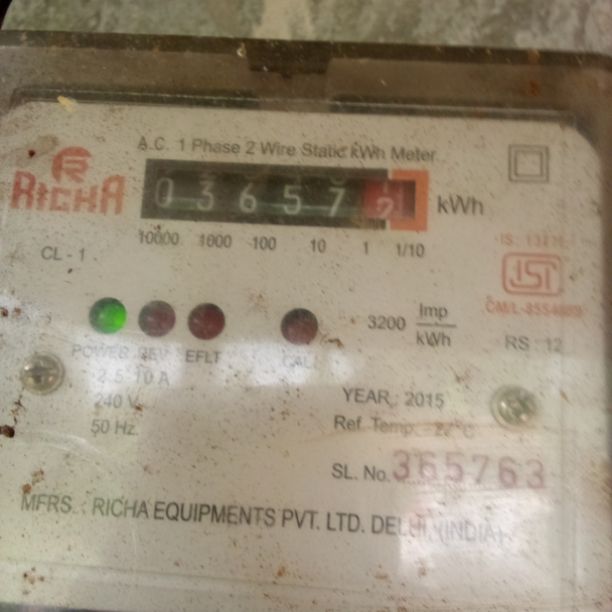 A.C. 1 Phase 2 Wire Static kWh Meter
RICHA
0 3 6 5 7
kWh
10000 1000 100 10 1 1/10
CL - 1
3200 Imp
kWh
POWER REV EFLT CAL
RS : 12
2.5-10 A
240 V
50 Hz.
YEAR : 2015
Ref. Temp : 27°C
SL. No. 365763
MFRS. : RICHA EQUIPMENTS PVT. LTD. DELHI (INDIA)